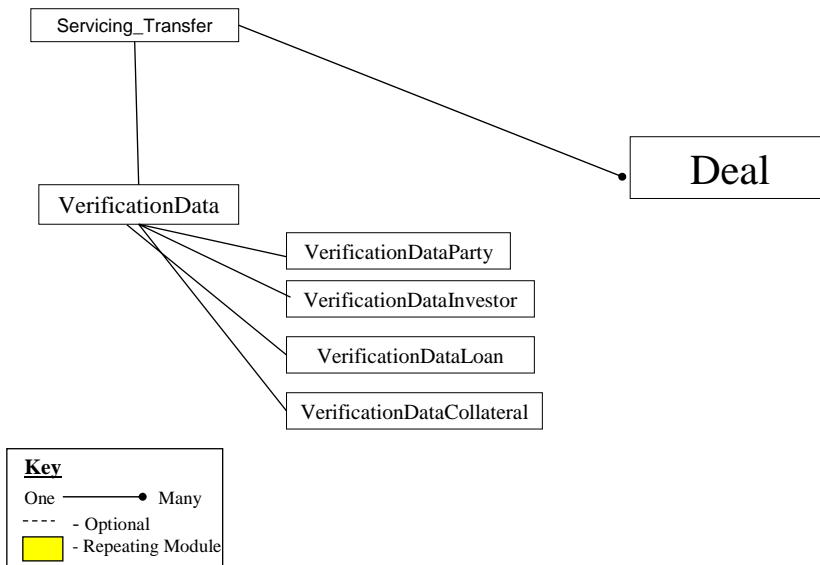 Servicing_Transfer
Deal
VerificationData
VerificationDataParty
VerificationDataInvestor
VerificationDataLoan
VerificationDataCollateral
Key
One Many
- Optional
- Repeating Module